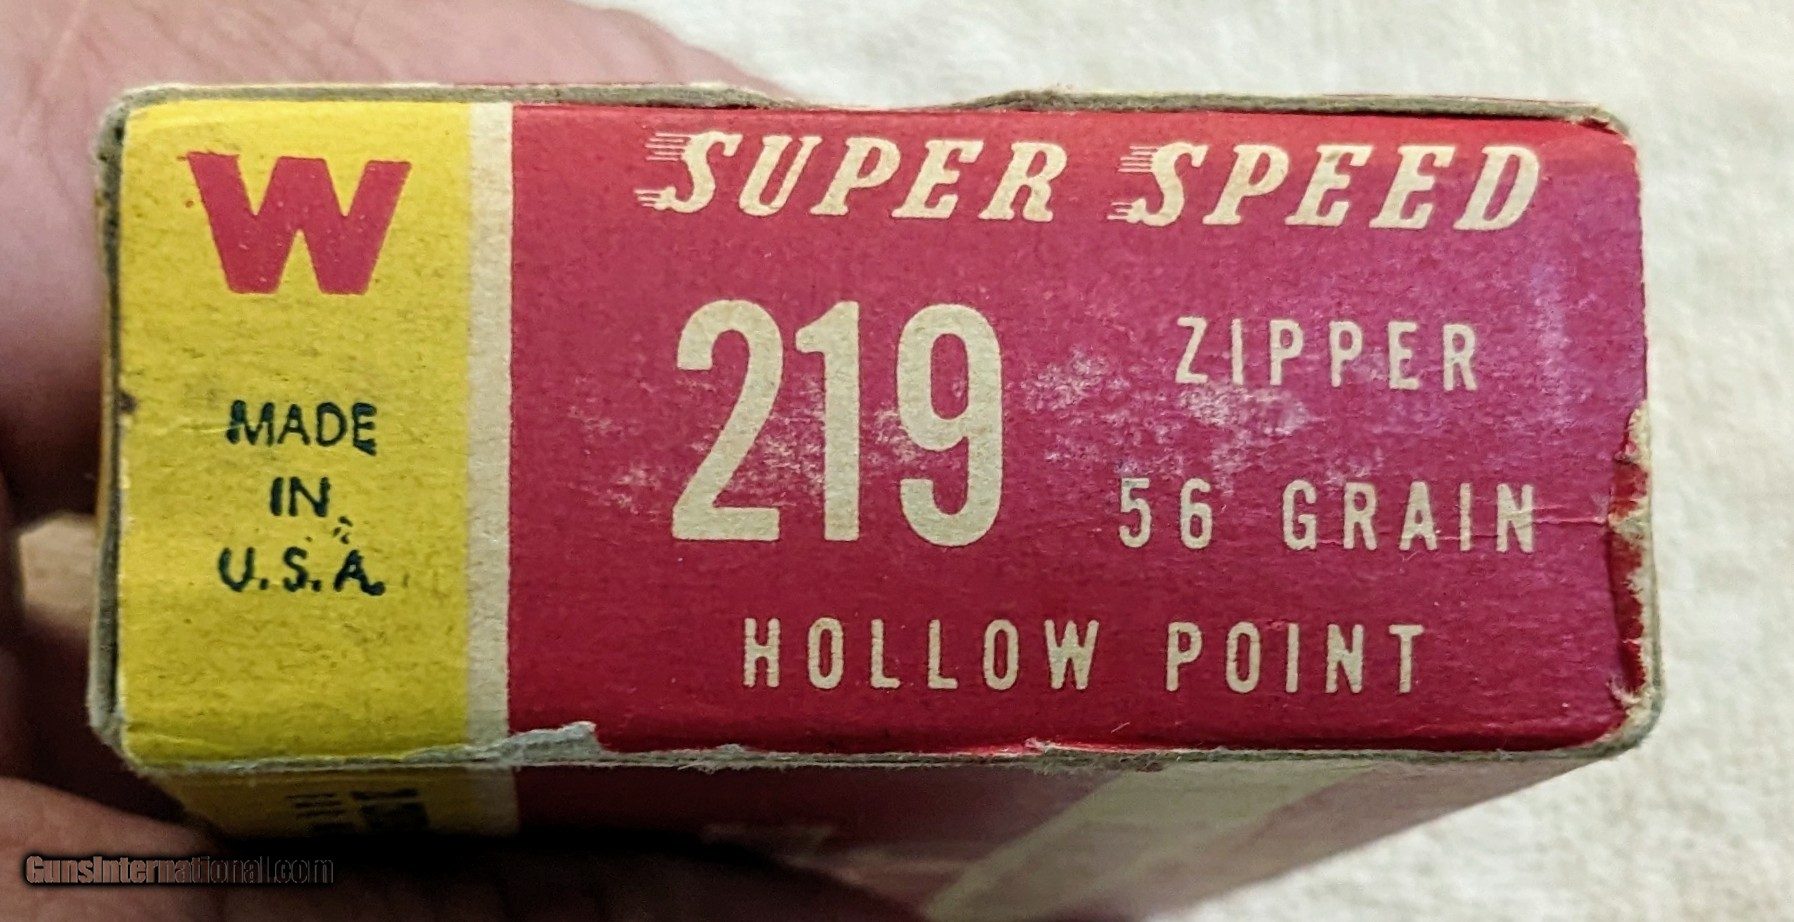 W
MADE
IN
U.S.A.
SUPER SPEED
219
ZIPPER
56 GRAIN
HOLLOW POINT
GunsInternational.com